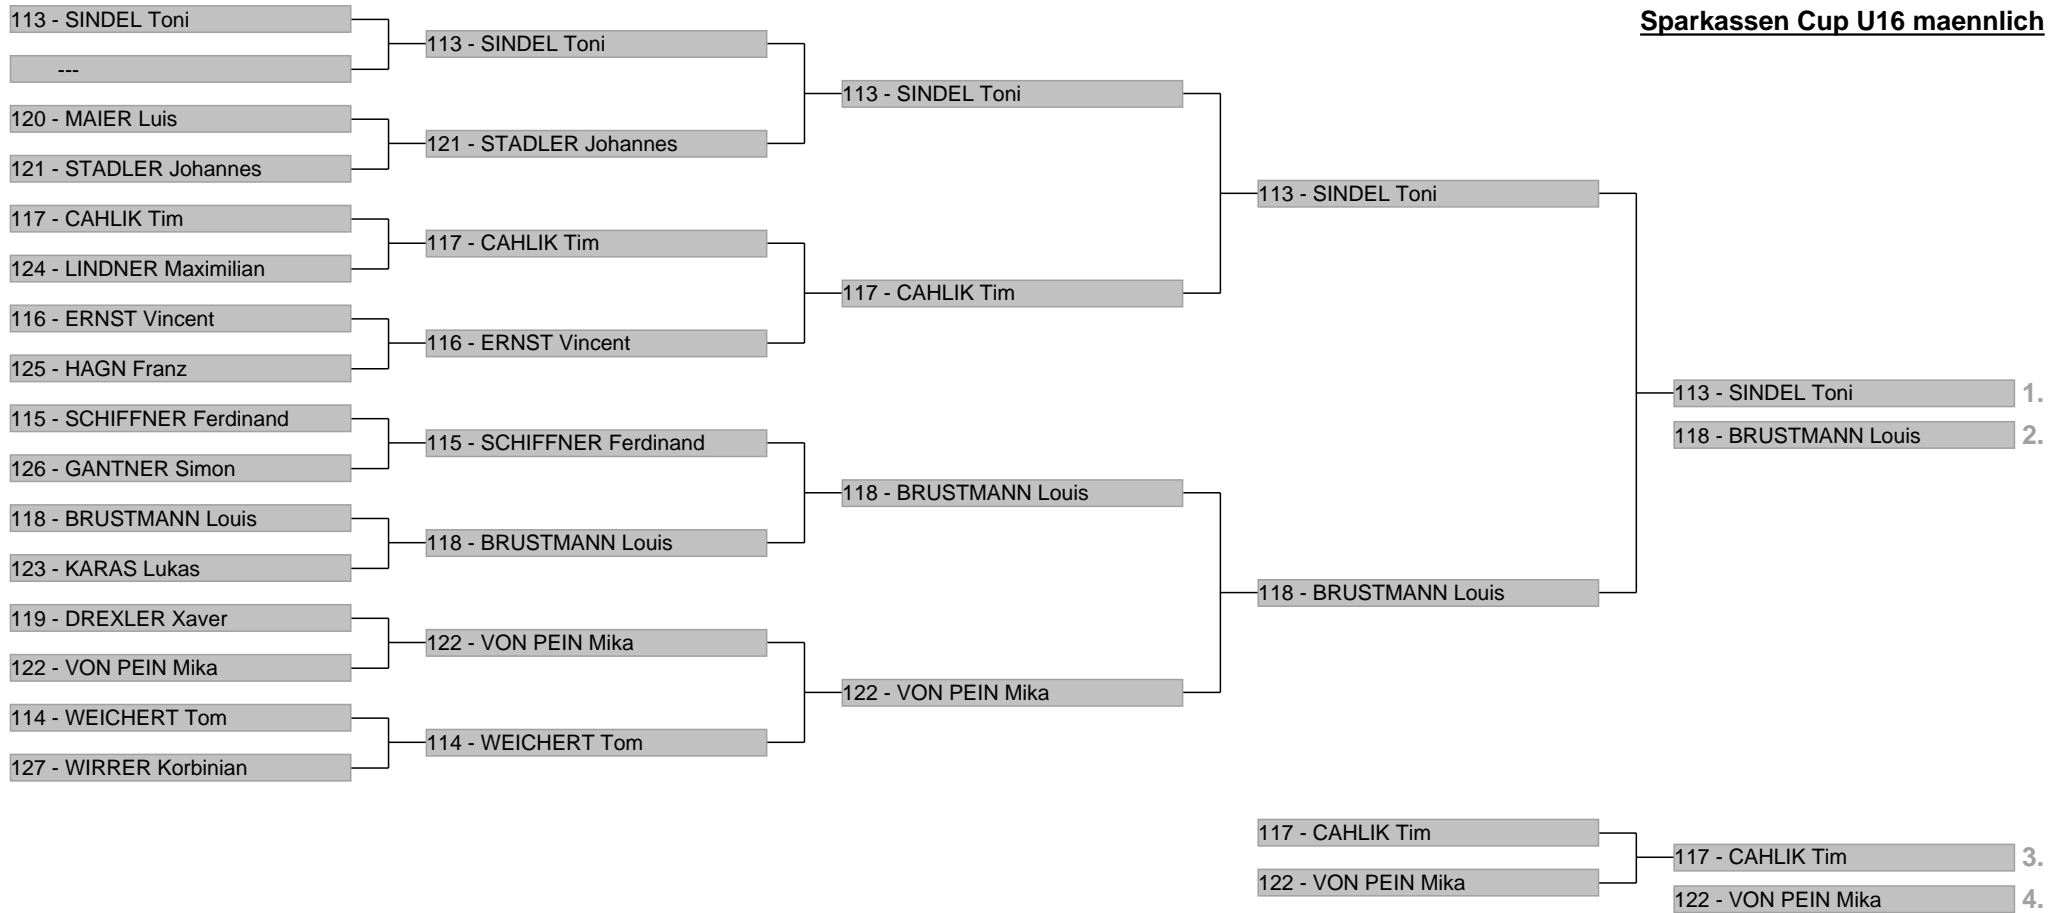 Sparkassen Cup U16 maennlich
113 - SINDEL Toni
---
120 - MAIER Luis
121 - STADLER Johannes
117 - CAHLIK Tim
124 - LINDNER Maximilian
116 - ERNST Vincent
125 - HAGN Franz
115 - SCHIFFNER Ferdinand
126 - GANTNER Simon
118 - BRUSTMANN Louis
123 - KARAS Lukas
119 - DREXLER Xaver
122 - VON PEIN Mika
114 - WEICHERT Tom
127 - WIRRER Korbinian
113 - SINDEL Toni
121 - STADLER Johannes
117 - CAHLIK Tim
116 - ERNST Vincent
115 - SCHIFFNER Ferdinand
118 - BRUSTMANN Louis
122 - VON PEIN Mika
114 - WEICHERT Tom
113 - SINDEL Toni
117 - CAHLIK Tim
118 - BRUSTMANN Louis
122 - VON PEIN Mika
113 - SINDEL Toni
118 - BRUSTMANN Louis
113 - SINDEL Toni 1.
118 - BRUSTMANN Louis 2.
117 - CAHLIK Tim
122 - VON PEIN Mika
117 - CAHLIK Tim 3.
122 - VON PEIN Mika 4.